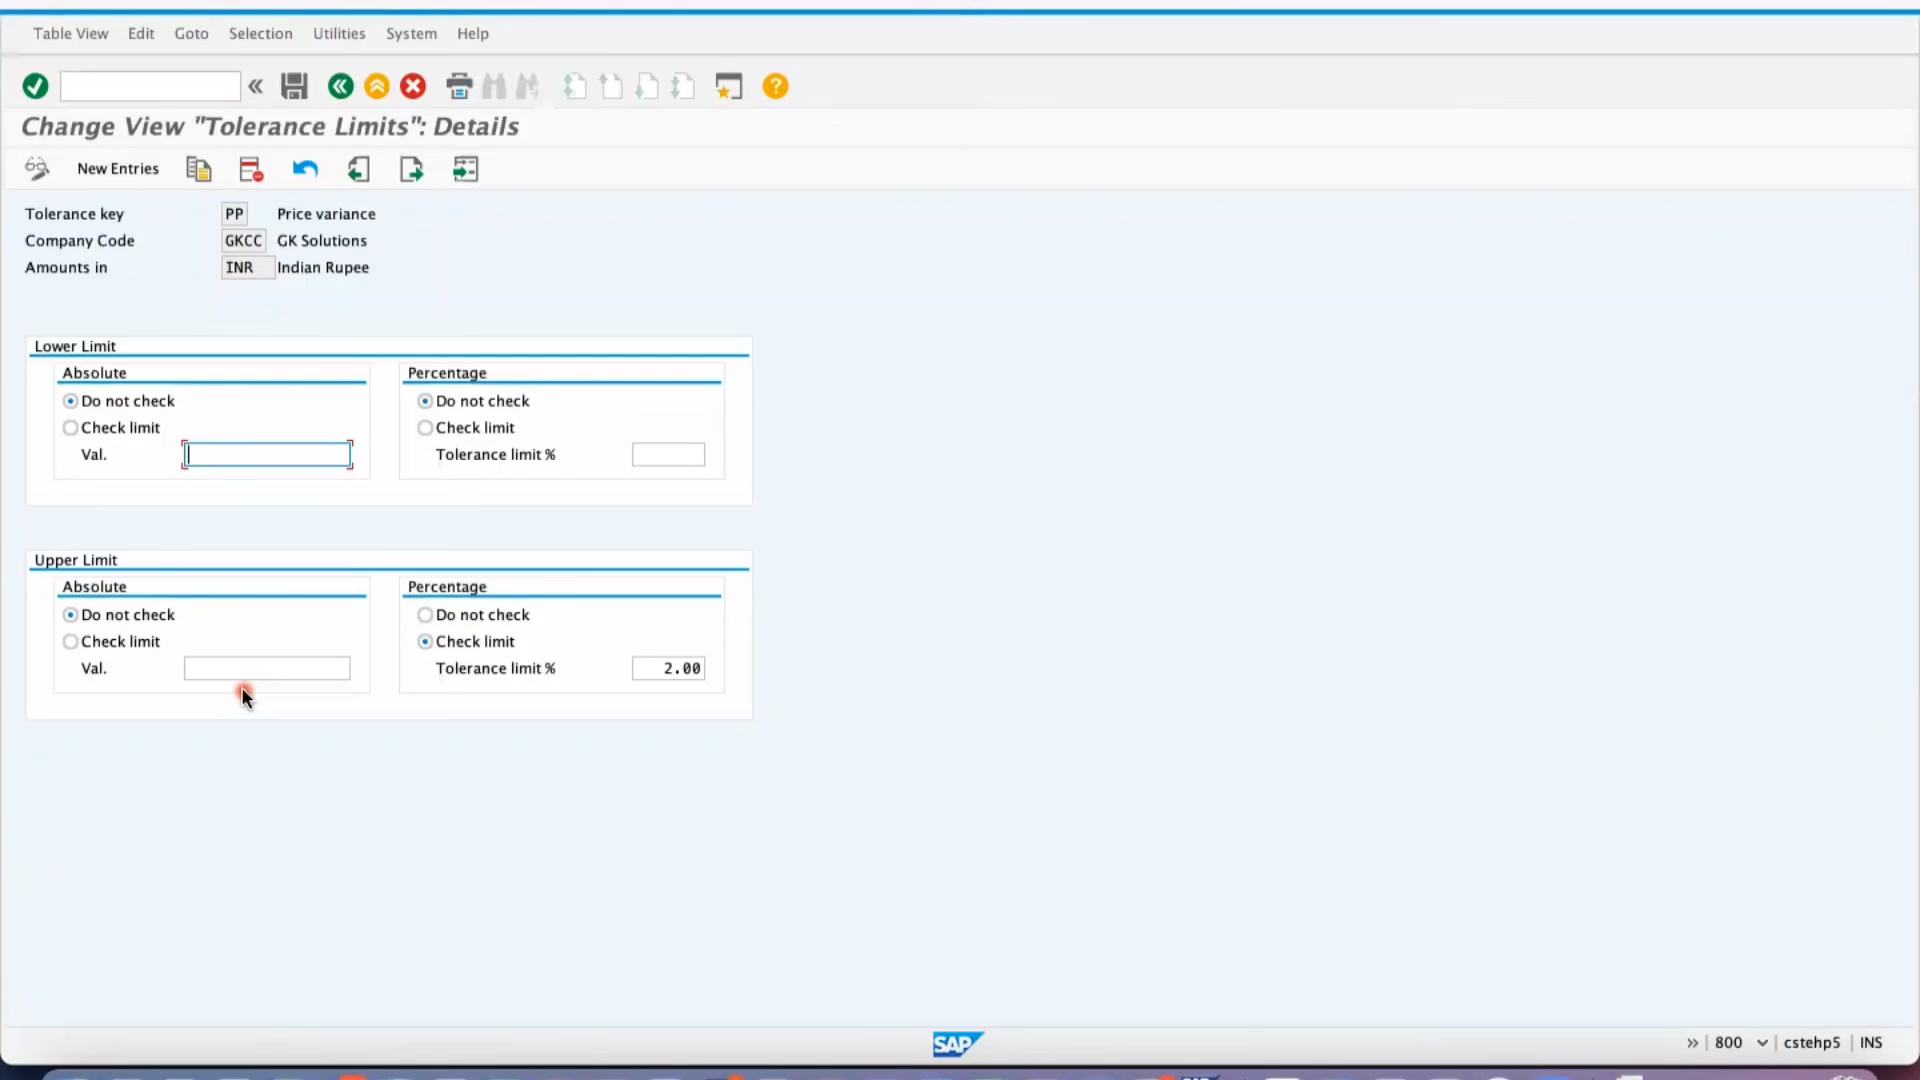 Table View Edit Goto Selection Utilities System Help
Change View "Tolerance Limits": Details
New Entries
Tolerance key PP Price variance
Company Code GKCC GK Solutions
Amounts in INR Indian Rupee
Lower Limit
Absolute Percentage
Do not check Do not check
Check limit Check limit
Val. Tolerance limit %
Upper Limit
Absolute Percentage
Do not check Do not check
Check limit Check limit
Val. Tolerance limit % 2.00
SAP 800 cstehp5 INS